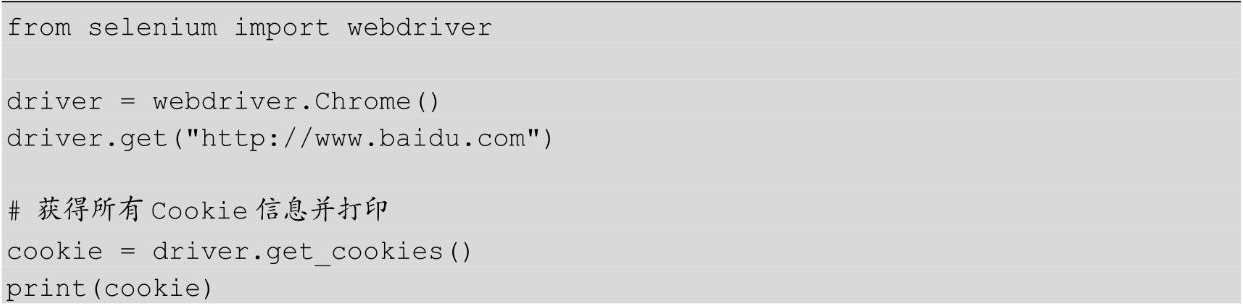 from selenium import webdriver
driver = webdriver.Chrome()
driver.get("http://www.baidu.com")
# 获得所有 Cookie 信息并打印
cookie = driver.get_cookies()
print(cookie)